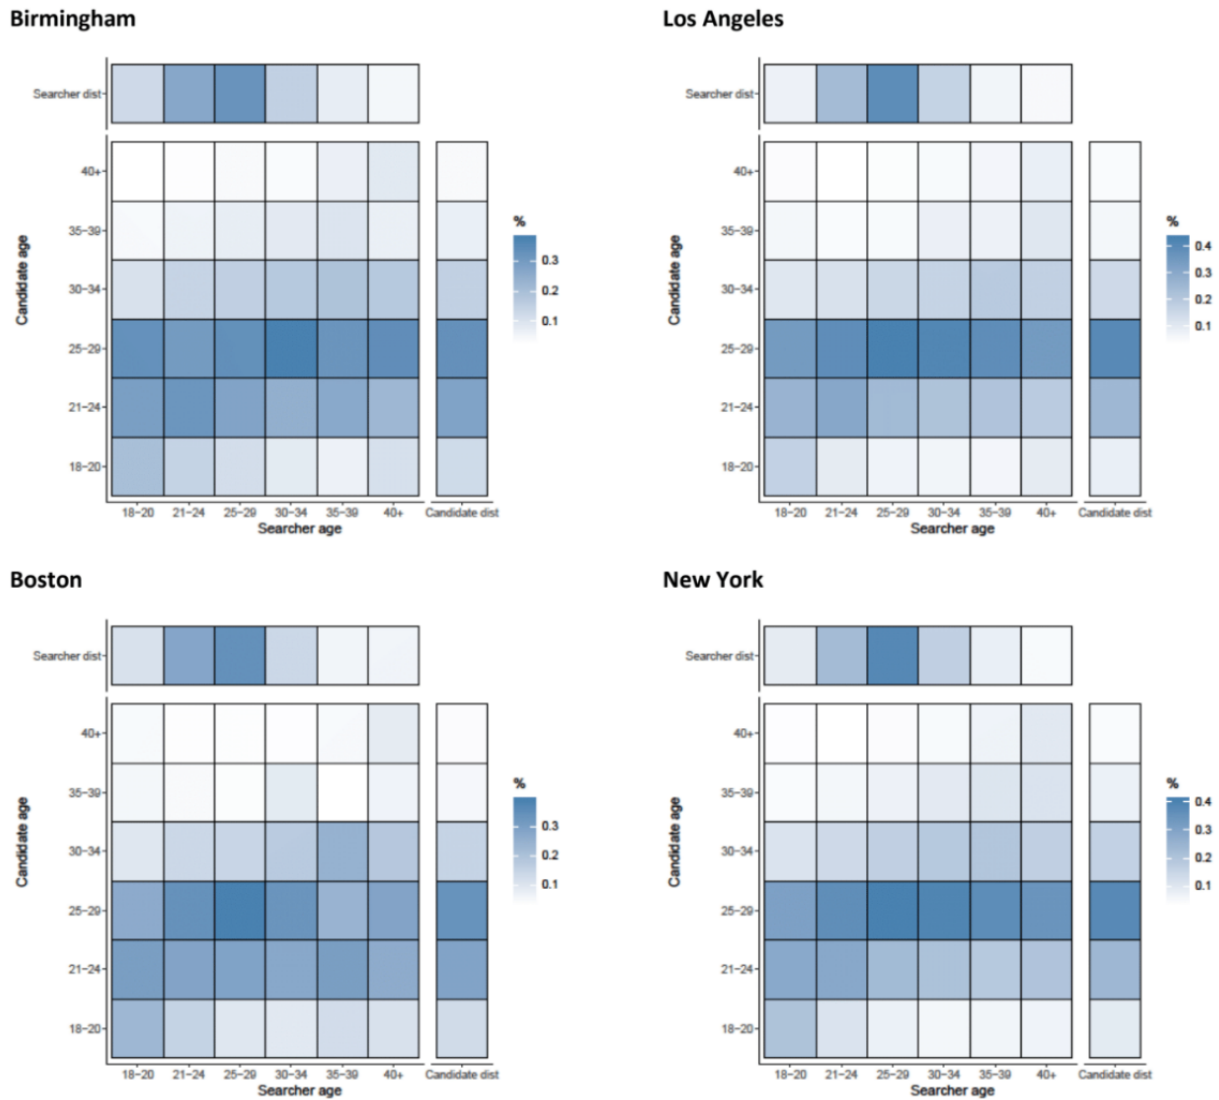 Birmingham
Searcher dist
40+
35–39
30–34
25–29
21–24
18–20
Candidate age
18–20 21–24 25–29 30–34 35–39 40+ Candidate dist
Searcher age
%
0.3
0.2
0.1
Los Angeles
Searcher dist
40+
35–39
30–34
25–29
21–24
18–20
Candidate age
18–20 21–24 25–29 30–34 35–39 40+ Candidate dist
Searcher age
%
0.4
0.3
0.2
0.1
Boston
Searcher dist
40+
35–39
30–34
25–29
21–24
18–20
Candidate age
18–20 21–24 25–29 30–34 35–39 40+ Candidate dist
Searcher age
%
0.3
0.2
0.1
New York
Searcher dist
40+
35–39
30–34
25–29
21–24
18–20
Candidate age
18–20 21–24 25–29 30–34 35–39 40+ Candidate dist
Searcher age
%
0.4
0.3
0.2
0.1